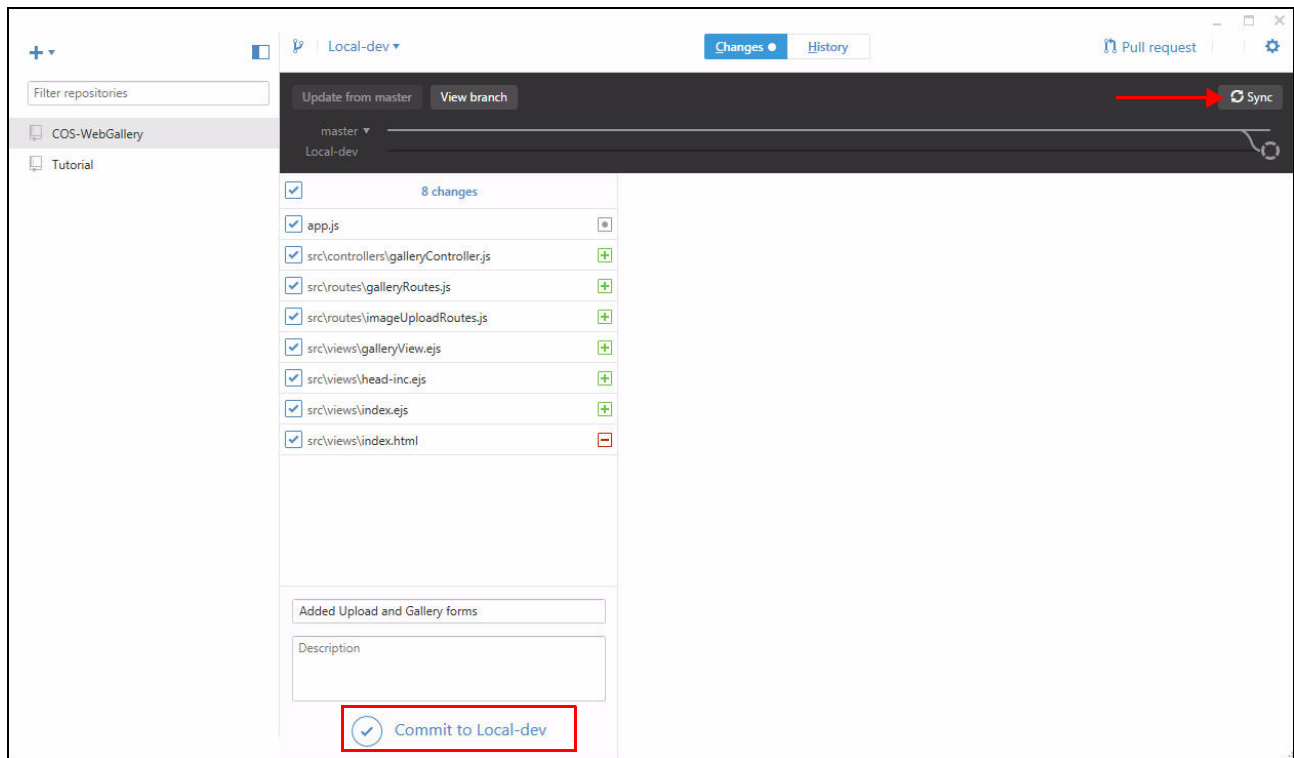 Local-dev
Changes
History
Pull request
Filter repositories
COS-WebGallery
Tutorial
Update from master
View branch
Sync
master
Local-dev
8 changes
app.js
src\controllers\galleryController.js
src\routes\galleryRoutes.js
src\routes\imageUploadRoutes.js
src\views\galleryView.ejs
src\views\head-inc.ejs
src\views\index.ejs
src\views\index.html
Added Upload and Gallery forms
Description
Commit to Local-dev